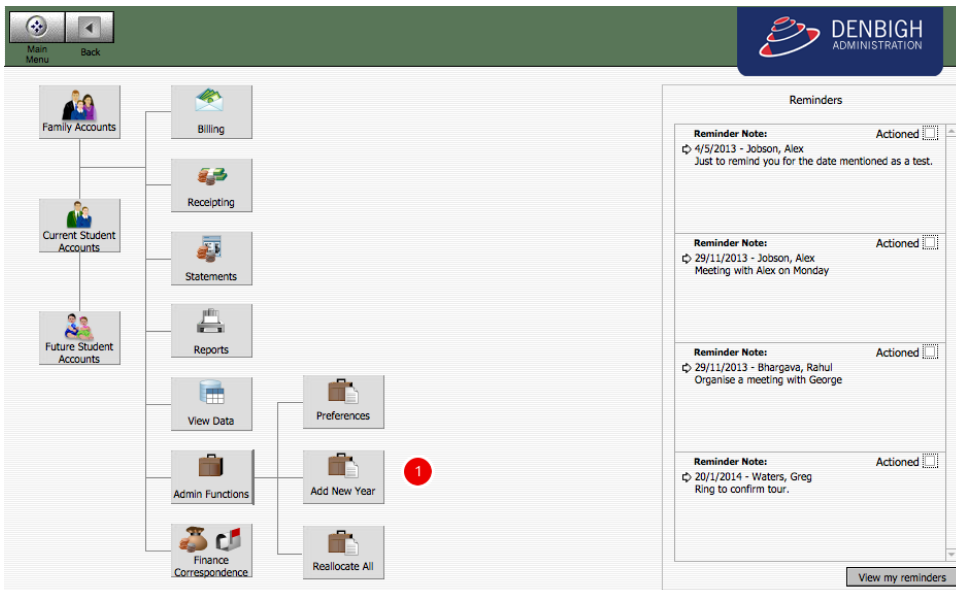 Main
Menu
Back
DENBIGH
ADMINISTRATION
Family Accounts
Billing
Receipting
Current Student
Accounts
Statements
Future Student
Accounts
Reports
View Data
Preferences
Admin Functions
Add New Year
1
Finance
Correspondence
Reallocate All
Reminders
Reminder Note:
Actioned
4/5/2013 - Jobson, Alex
Just to remind you for the date mentioned as a test.
Reminder Note:
Actioned
29/11/2013 - Jobson, Alex
Meeting with Alex on Monday
Reminder Note:
Actioned
29/11/2013 - Bhargava, Rahul
Organise a meeting with George
Reminder Note:
Actioned
20/1/2014 - Waters, Greg
Ring to confirm tour.
View my reminders